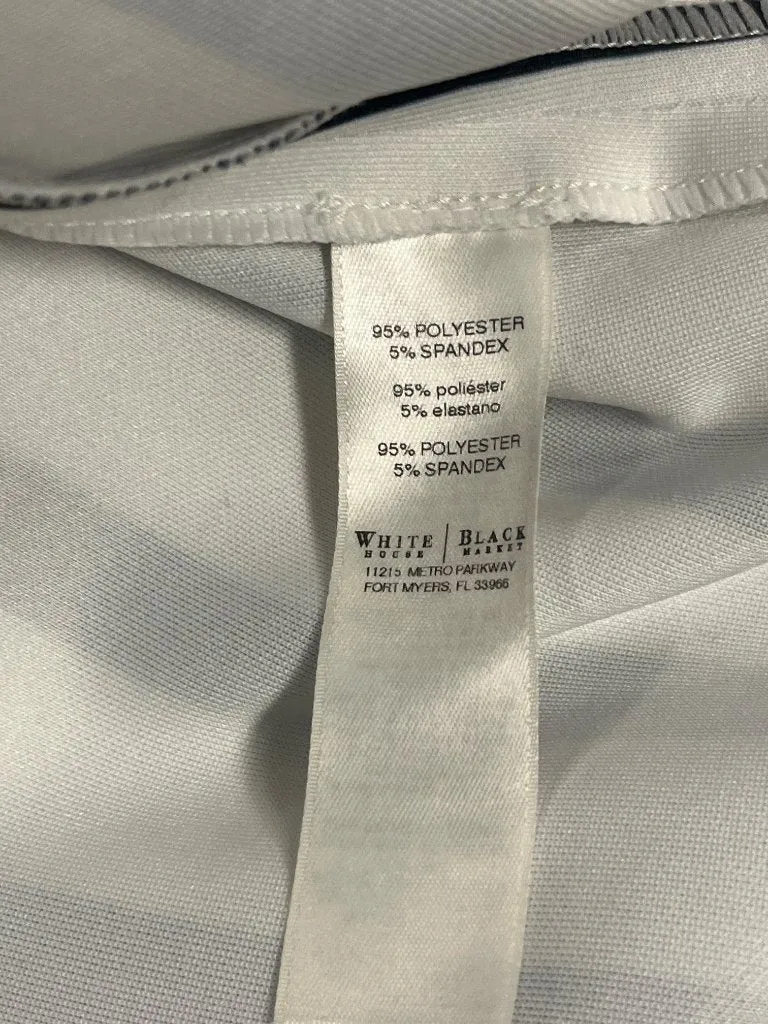 95% POLYESTER
5% SPANDEX
95% poliéster
5% elastano
95% POLYESTER
5% SPANDEX
WHITE | BLACK
HOUSE MARKET
11215 METRO PARKWAY
FORT MYERS, FL 33966